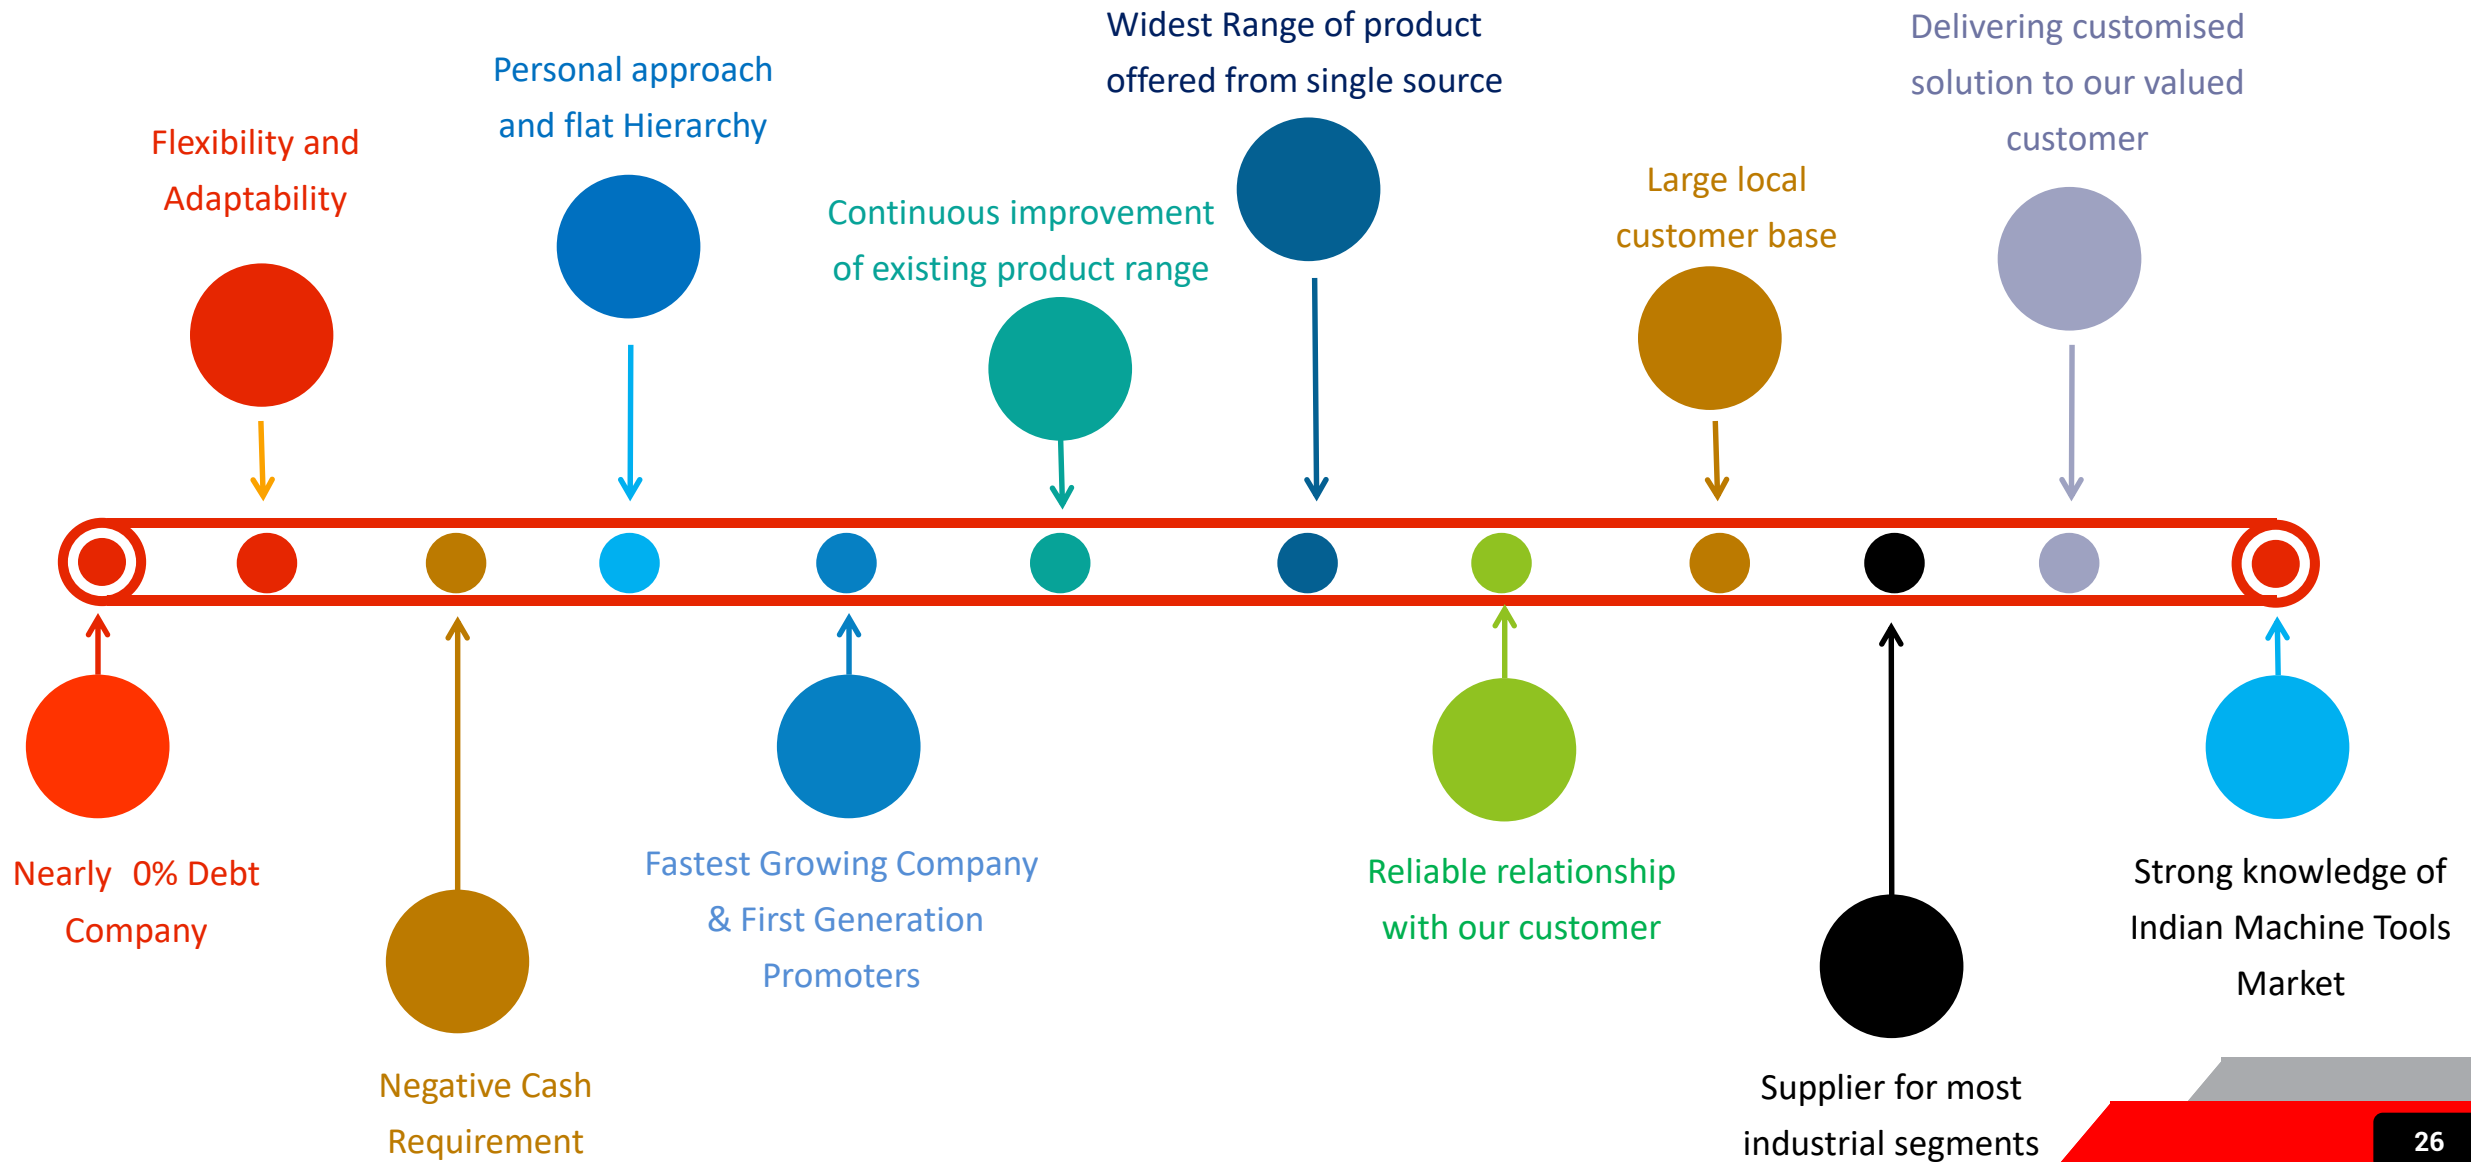 Widest Range of product
offered from single source
Delivering customised
solution to our valued
customer
Personal approach
and flat Hierarchy
Flexibility and
Adaptability
Large local
customer base
Continuous improvement
of existing product range
Nearly 0% Debt
Company
Fastest Growing Company
& First Generation
Promoters
Reliable relationship
with our customer
Strong knowledge of
Indian Machine Tools
Market
Negative Cash
Requirement
Supplier for most
industrial segments
26